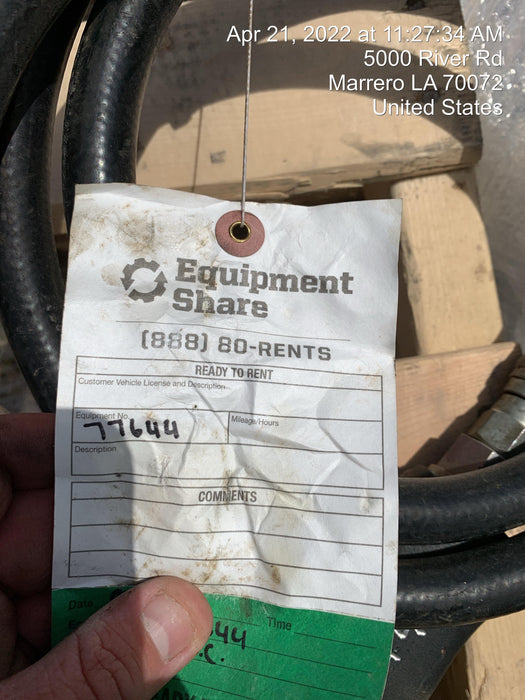 Apr 21, 2022 at 11:27:34 AM
5000 River Rd
Marrero LA 70072
United States
Equipment
Share
(888) 80-RENTS
READY TO RENT
Customer Vehicle License and Description
Equipment No. Mileage/Hours
77644
Description
COMMENTS
Date Time
44
C.